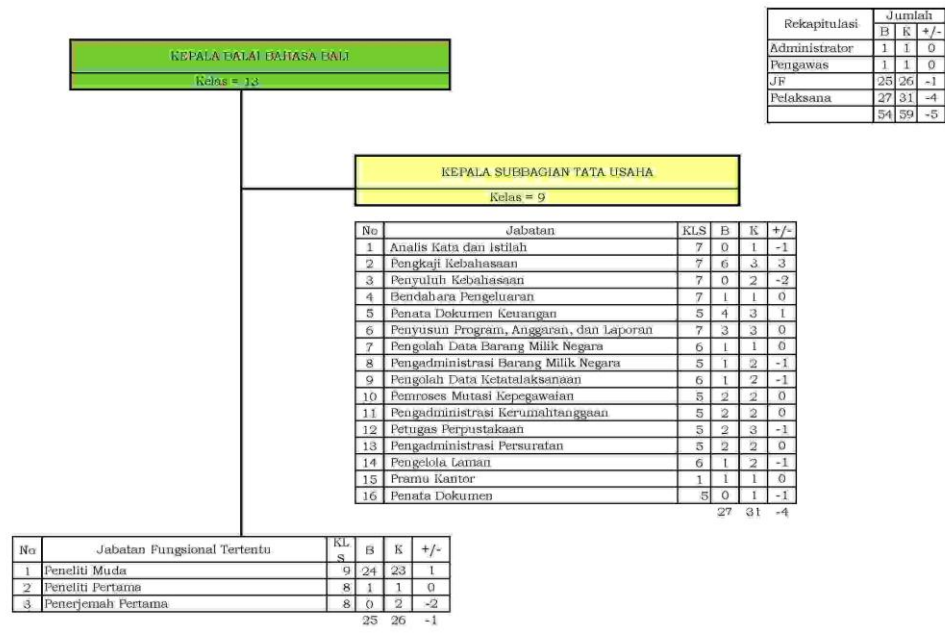 Rekapitulasi Jumlah
B K +/-
Administrator 1 1 0
Pengawas 1 1 0
JF 25 26 -1
Pelaksana 27 31 -4
54 59 -5
KEPALA BALAI BAHASA BALI
Kelas = 13
KEPALA SUBBAGIAN TATA USAHA
Kelas = 9
No Jabatan KLS B K +/-
1 Analis Kata dan Istilah 7 0 1 -1
2 Pengkaji Kebahasaan 7 6 3 3
3 Penyuluh Kebahasaan 7 0 2 -2
4 Bendahara Pengeluaran 7 1 1 0
5 Penata Dokumen Keuangan 5 4 3 1
6 Penyusun Program, Anggaran, dan Laporan 7 3 3 0
7 Pengolah Data Barang Milik Negara 6 1 1 0
8 Pengadministrasi Barang Milik Negara 5 1 2 -1
9 Pengolah Data Ketatalaksanaan 6 1 2 -1
10 Pemroses Mutasi Kepegawaian 5 2 2 0
11 Pengadministrasi Kerumahtanggaan 5 2 2 0
12 Petugas Perpustakaan 5 2 3 -1
13 Pengadministrasi Persuratan 5 2 2 0
14 Pengelola Laman 6 1 2 -1
15 Pramu Kantor 1 1 1 0
16 Penata Dokumen 5 0 1 -1
27 31 -4
No Jabatan Fungsional Tertentu KL S B K +/-
1 Peneliti Muda 9 24 23 1
2 Peneliti Pertama 8 1 1 0
3 Penerjemah Pertama 8 0 2 -2
25 26 -1